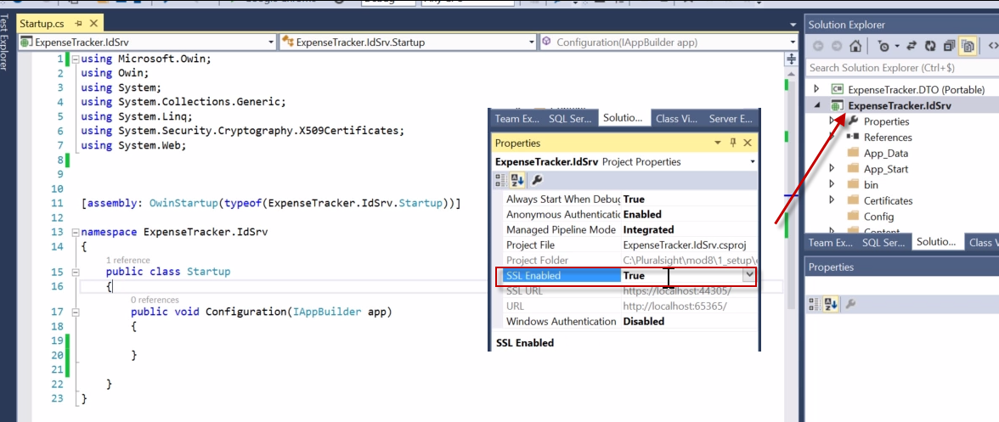 Test Explorer
Startup.cs
ExpenseTracker.IdSrv
ExpenseTracker.IdSrv.Startup
Configuration(IAppBuilder app)
1 using Microsoft.Owin;
2 using Owin;
3 using System;
4 using System.Collections.Generic;
5 using System.Linq;
6 using System.Security.Cryptography.X509Certificates;
7 using System.Web;
8
9
10
11 [assembly: OwinStartup(typeof(ExpenseTracker.IdSrv.Startup))]
12
13 namespace ExpenseTracker.IdSrv
14 {
1 reference
15 public class Startup
16 {
0 references
17 public void Configuration(IAppBuilder app)
18 {
19
20 }
21
22 }
23 }
Team Ex... SQL Ser... Solutio... Class Vi... Server E...
Properties
ExpenseTracker.IdSrv Project Properties
Always Start When Debug True
Anonymous Authenticatic Enabled
Managed Pipeline Mode Integrated
Project File ExpenseTracker.IdSrv.csproj
Project Folder C:\Pluralsight\mod8\1_setup\
SSL Enabled True
SSL URL https://localhost:44305/
URL http://localhost:65365/
Windows Authentication Disabled
SSL Enabled
Solution Explorer
Search Solution Explorer (Ctrl+$)
C# ExpenseTracker.DTO (Portable)
ExpenseTracker.IdSrv
Properties
References
App_Data
App_Start
bin
Certificates
Config
Content
Team Ex... SQL Ser... Solutio... Class V
Properties